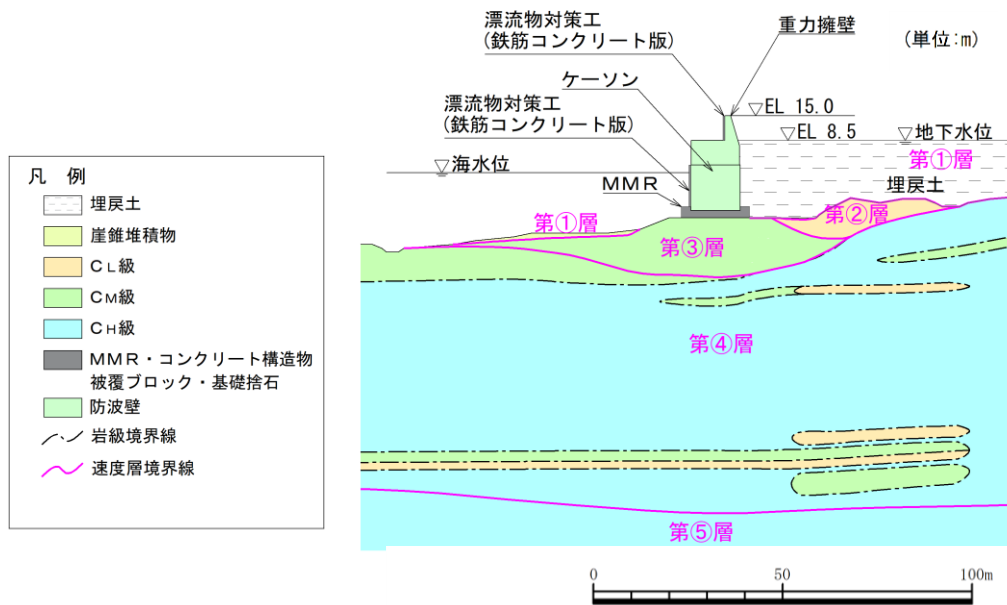 漂流物対策工
(鉄筋コンクリート版)
重力擁壁
(単位:m)
ケーソン
漂流物対策工
(鉄筋コンクリート版)
▽EL 15.0
▽EL 8.5
▽地下水位
▽海水位
第①層
MMR
埋戻土
第①層
第②層
第③層
第④層
第⑤層
凡 例
埋戻土
崖錐堆積物
CL級
CM級
CH級
MMR・コンクリート構造物
被覆ブロック・基礎捨石
防波壁
岩級境界線
速度層境界線
0 50 100m